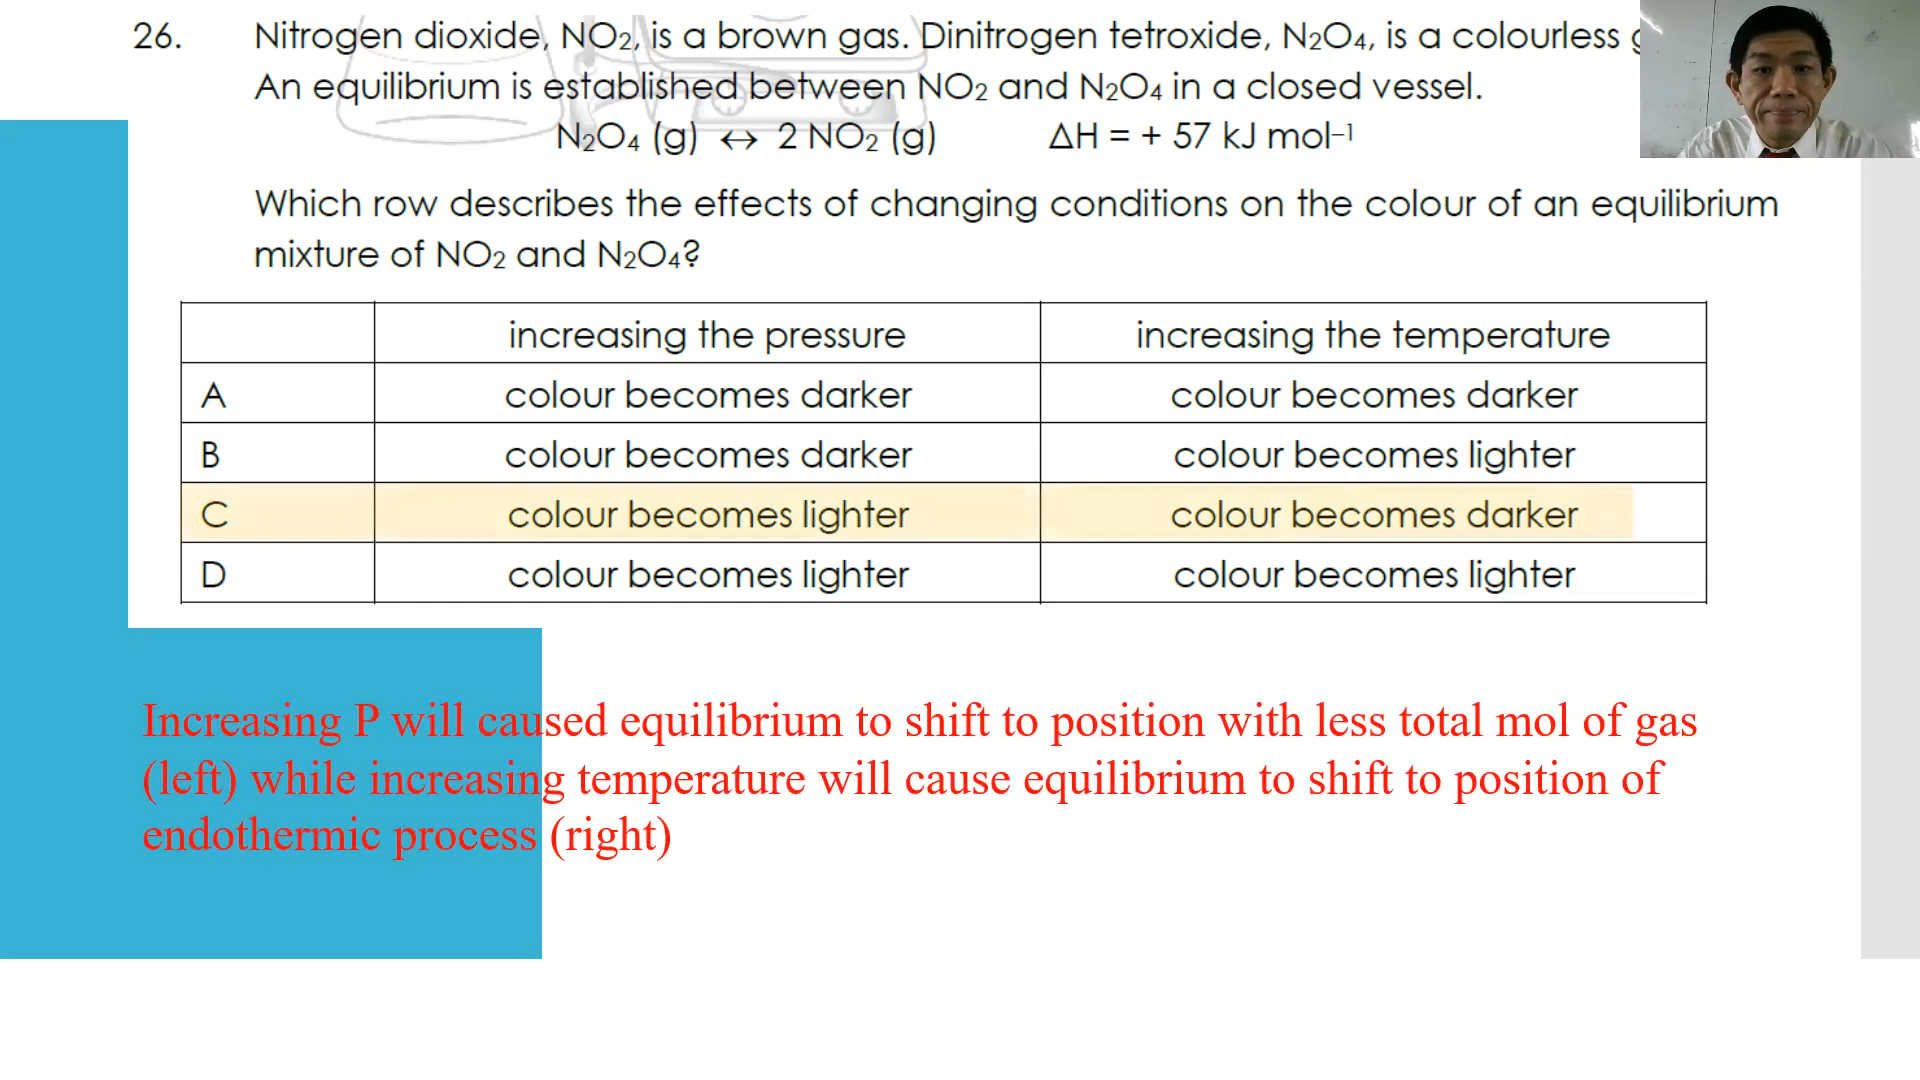 26. Nitrogen dioxide, NO₂, is a brown gas. Dinitrogen tetroxide, N₂O₄, is a colourless
An equilibrium is established between NO₂ and N₂O₄ in a closed vessel.
N₂O₄ (g) ↔ 2 NO₂ (g) ΔH = + 57 kJ mol⁻¹
Which row describes the effects of changing conditions on the colour of an equilibrium
mixture of NO₂ and N₂O₄?
increasing the pressure increasing the temperature
A colour becomes darker colour becomes darker
B colour becomes darker colour becomes lighter
C colour becomes lighter colour becomes darker
D colour becomes lighter colour becomes lighter
Increasing P will caused equilibrium to shift to position with less total mol of gas
(left) while increasing temperature will cause equilibrium to shift to position of
endothermic process (right)